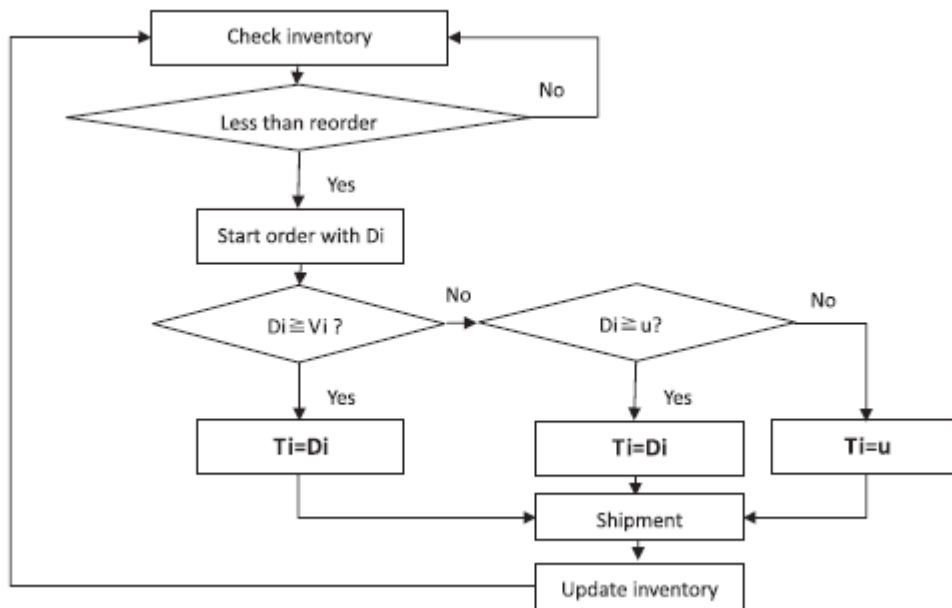 Check inventory
No
Less than reorder
Yes
Start order with Di
No
No
Di≧Vi ?
Di≧u?
Yes
Yes
Ti=Di
Ti=Di
Ti=u
Shipment
Update inventory